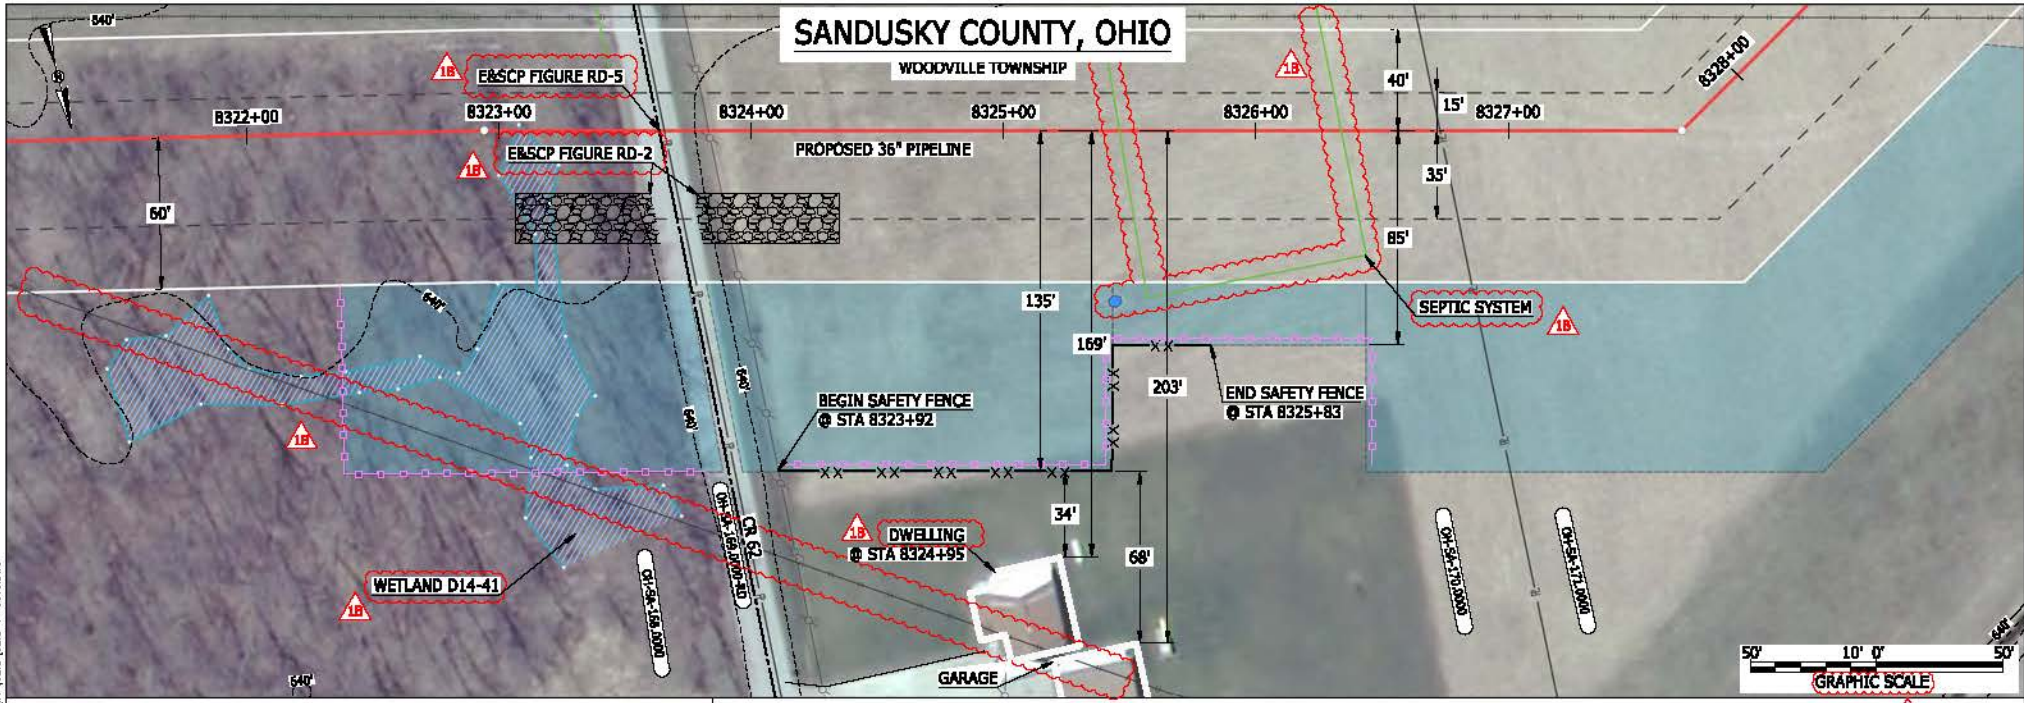 640'
SANDUSKY COUNTY, OHIO
WOODVILLE TOWNSHIP
1B
E&SCP FIGURE RD-5
1B
40'
15'
8328+00
8322+00
8323+00
8324+00
8325+00
8326+00
8327+00
E&SCP FIGURE RD-2
1B
PROPOSED 36" PIPELINE
60'
35'
85'
640'
135'
SEPTIC SYSTEM
1B
169'
203'
640'
640'
BEGIN SAFETY FENCE
@ STA 8323+92
END SAFETY FENCE
@ STA 8325+83
1B
34'
1B
DWELLING
@ STA 8324+95
68'
CR 62
OH-SA-169.0000-RD
OH-SA-168.0000
OH-SA-170.0000
OH-SA-171.0000
WETLAND D14-41
1B
640'
640'
GARAGE
50' 10' 0' 50'
GRAPHIC SCALE